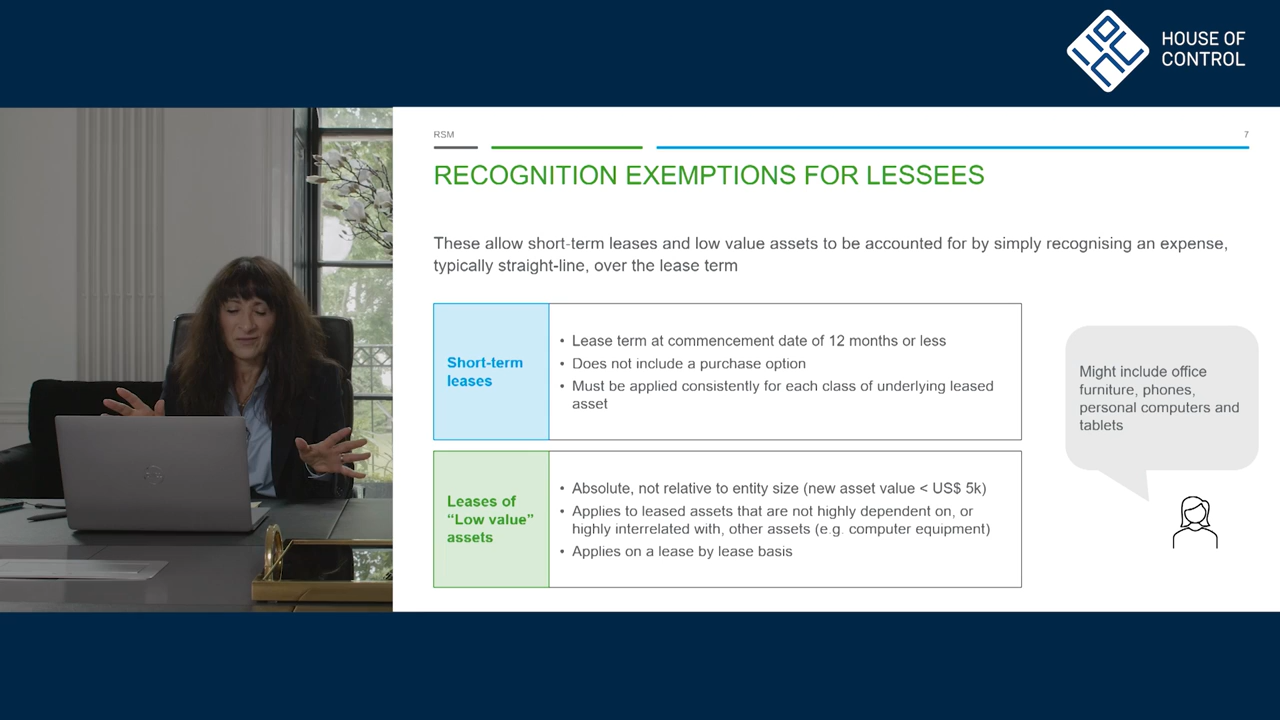 HOUSE OF
CONTROL
RSM
7
RECOGNITION EXEMPTIONS FOR LESSEES
These allow short-term leases and low value assets to be accounted for by simply recognising an expense,
typically straight-line, over the lease term
Short-term
leases
• Lease term at commencement date of 12 months or less
• Does not include a purchase option
• Must be applied consistently for each class of underlying leased
asset
Might include office
furniture, phones,
personal computers and
tablets
Leases of
“Low value”
assets
• Absolute, not relative to entity size (new asset value < US$ 5k)
• Applies to leased assets that are not highly dependent on, or
highly interrelated with, other assets (e.g. computer equipment)
• Applies on a lease by lease basis